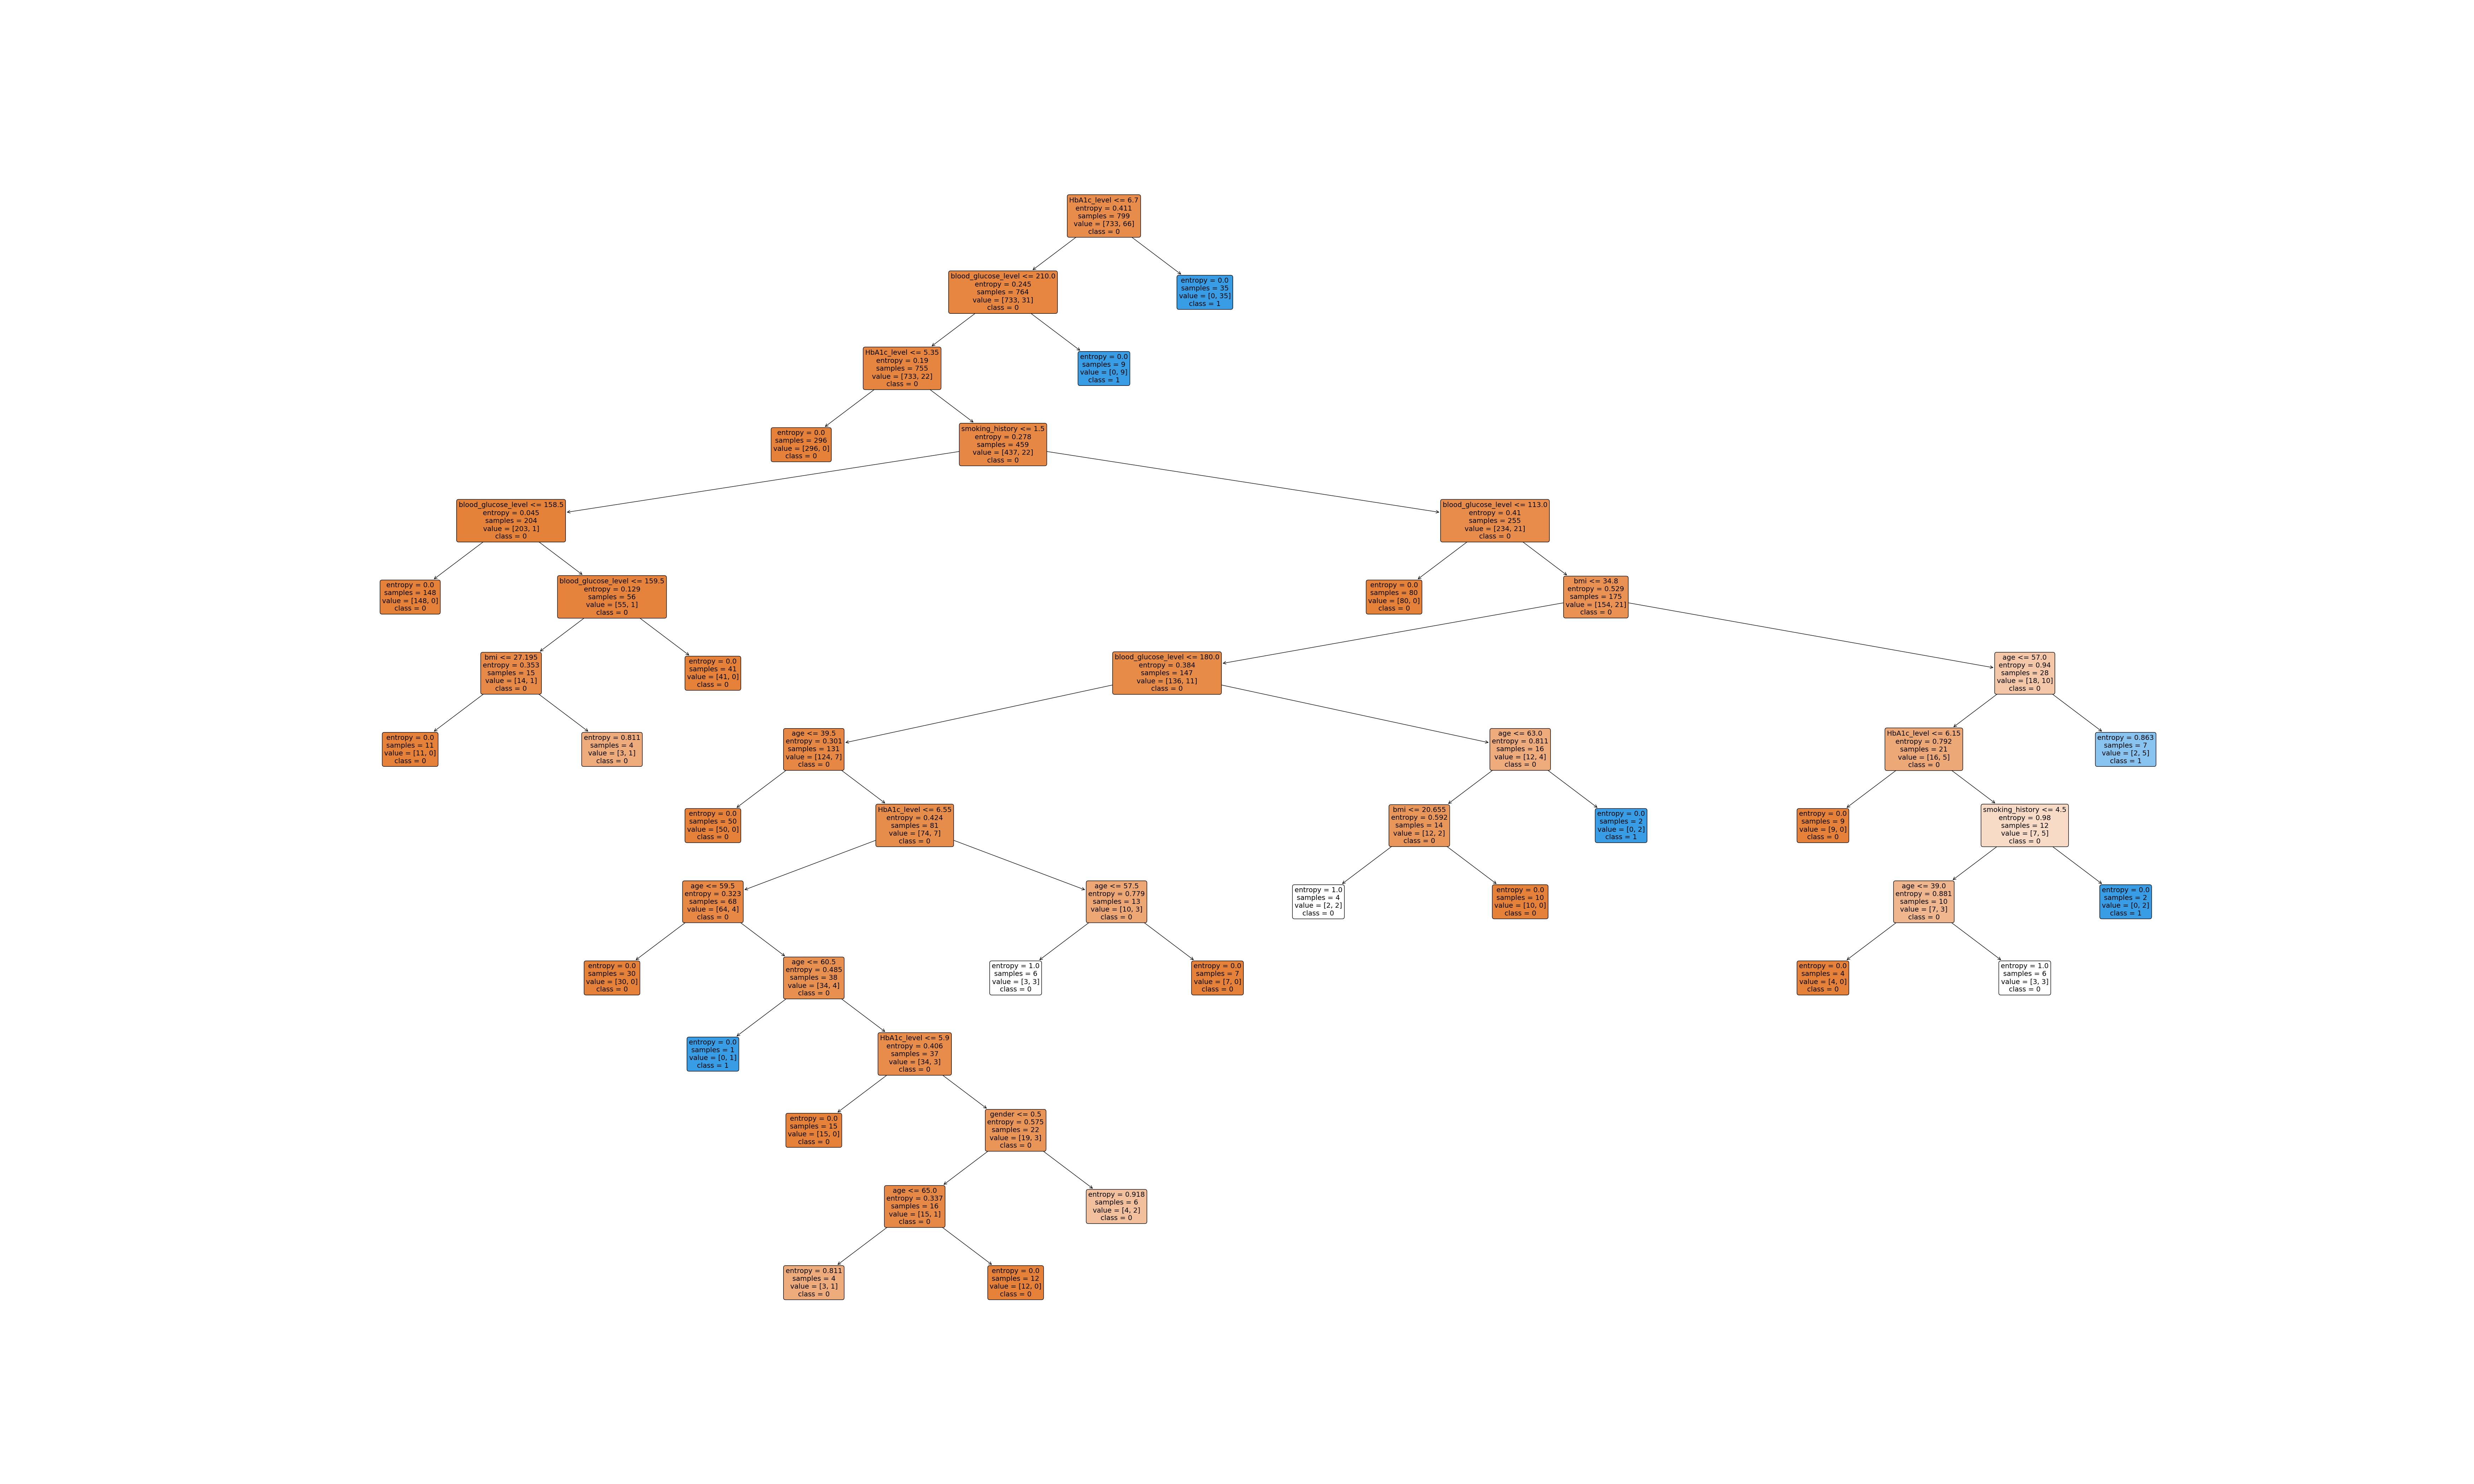 HbA1c_level <= 6.7
entropy = 0.411
samples = 799
value = [733, 66]
class = 0
blood_glucose_level <= 210.0
entropy = 0.245
samples = 764
value = [733, 31]
class = 0
entropy = 0.0
samples = 35
value = [0, 35]
class = 1
HbA1c_level <= 5.35
entropy = 0.19
samples = 755
value = [733, 22]
class = 0
entropy = 0.0
samples = 9
value = [0, 9]
class = 1
entropy = 0.0
samples = 296
value = [296, 0]
class = 0
smoking_history <= 1.5
entropy = 0.278
samples = 459
value = [437, 22]
class = 0
blood_glucose_level <= 158.5
entropy = 0.045
samples = 204
value = [203, 1]
class = 0
blood_glucose_level <= 113.0
entropy = 0.41
samples = 255
value = [234, 21]
class = 0
entropy = 0.0
samples = 148
value = [148, 0]
class = 0
blood_glucose_level <= 159.5
entropy = 0.129
samples = 56
value = [55, 1]
class = 0
entropy = 0.0
samples = 80
value = [80, 0]
class = 0
bmi <= 34.8
entropy = 0.529
samples = 175
value = [154, 21]
class = 0
bmi <= 27.195
entropy = 0.353
samples = 15
value = [14, 1]
class = 0
entropy = 0.0
samples = 41
value = [41, 0]
class = 0
blood_glucose_level <= 180.0
entropy = 0.384
samples = 147
value = [136, 11]
class = 0
age <= 57.0
entropy = 0.94
samples = 28
value = [18, 10]
class = 0
entropy = 0.0
samples = 11
value = [11, 0]
class = 0
entropy = 0.811
samples = 4
value = [3, 1]
class = 0
age <= 39.5
entropy = 0.301
samples = 131
value = [124, 7]
class = 0
age <= 63.0
entropy = 0.811
samples = 16
value = [12, 4]
class = 0
HbA1c_level <= 6.15
entropy = 0.792
samples = 21
value = [16, 5]
class = 0
entropy = 0.863
samples = 7
value = [2, 5]
class = 1
entropy = 0.0
samples = 50
value = [50, 0]
class = 0
HbA1c_level <= 6.55
entropy = 0.424
samples = 81
value = [74, 7]
class = 0
bmi <= 20.655
entropy = 0.592
samples = 14
value = [12, 2]
class = 0
entropy = 0.0
samples = 2
value = [0, 2]
class = 1
entropy = 0.0
samples = 9
value = [9, 0]
class = 0
smoking_history <= 4.5
entropy = 0.98
samples = 12
value = [7, 5]
class = 0
age <= 59.5
entropy = 0.323
samples = 68
value = [64, 4]
class = 0
age <= 57.5
entropy = 0.779
samples = 13
value = [10, 3]
class = 0
entropy = 1.0
samples = 4
value = [2, 2]
class = 0
entropy = 0.0
samples = 10
value = [10, 0]
class = 0
age <= 39.0
entropy = 0.881
samples = 10
value = [7, 3]
class = 0
entropy = 0.0
samples = 2
value = [0, 2]
class = 1
entropy = 0.0
samples = 30
value = [30, 0]
class = 0
age <= 60.5
entropy = 0.485
samples = 38
value = [34, 4]
class = 0
entropy = 1.0
samples = 6
value = [3, 3]
class = 0
entropy = 0.0
samples = 7
value = [7, 0]
class = 0
entropy = 0.0
samples = 4
value = [4, 0]
class = 0
entropy = 1.0
samples = 6
value = [3, 3]
class = 0
entropy = 0.0
samples = 1
value = [0, 1]
class = 1
HbA1c_level <= 5.9
entropy = 0.406
samples = 37
value = [34, 3]
class = 0
entropy = 0.0
samples = 15
value = [15, 0]
class = 0
gender <= 0.5
entropy = 0.575
samples = 22
value = [19, 3]
class = 0
age <= 65.0
entropy = 0.337
samples = 16
value = [15, 1]
class = 0
entropy = 0.918
samples = 6
value = [4, 2]
class = 0
entropy = 0.811
samples = 4
value = [3, 1]
class = 0
entropy = 0.0
samples = 12
value = [12, 0]
class = 0